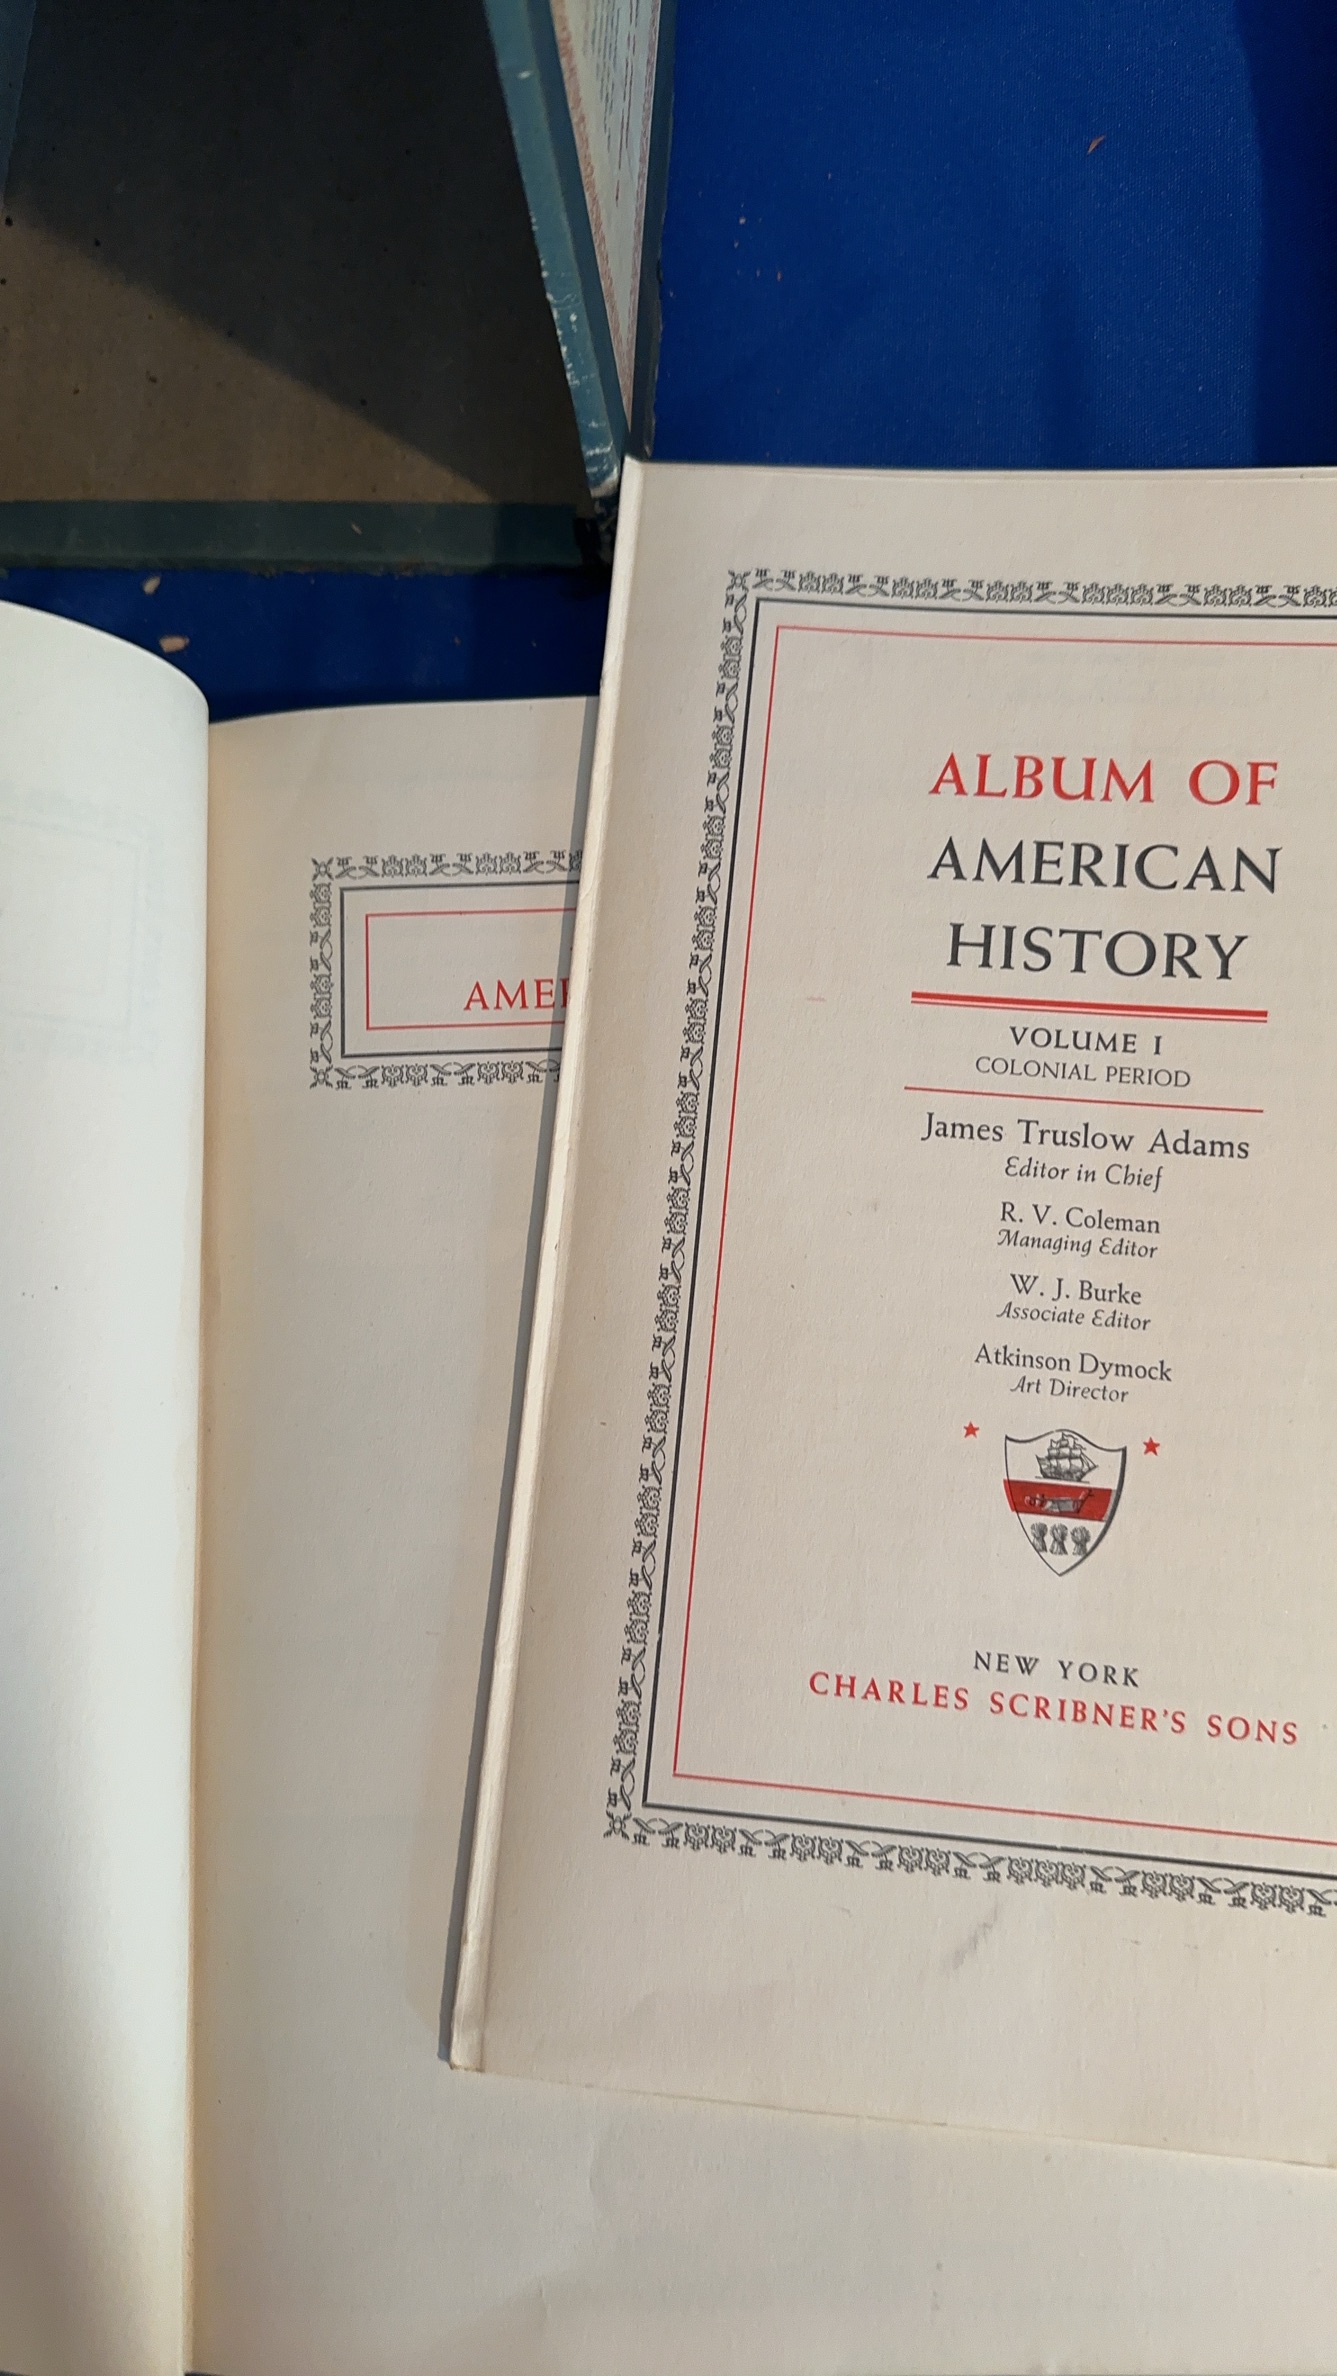 AMER
ALBUM OF
AMERICAN
HISTORY
VOLUME I
COLONIAL PERIOD
James Truslow Adams
Editor in Chief
R. V. Coleman
Managing Editor
W. J. Burke
Associate Editor
Atkinson Dymock
Art Director
NEW YORK
CHARLES SCRIBNER'S SONS